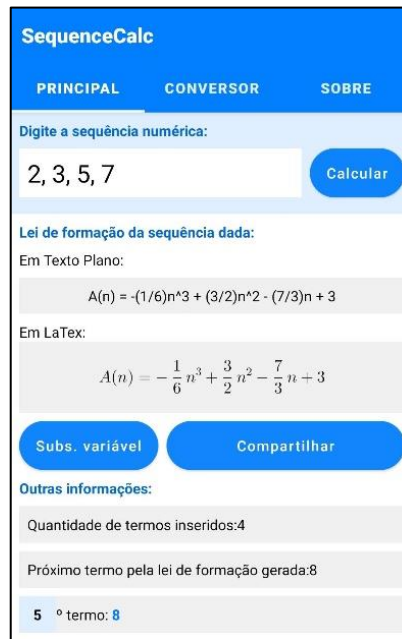 SequenceCalc
PRINCIPAL CONVERSOR SOBRE
Digite a sequência numérica:
2, 3, 5, 7 Calcular
Lei de formação da sequência dada:
Em Texto Plano:
A(n) = -(1/6)n^3 + (3/2)n^2 - (7/3)n + 3
Em LaTex:
A(n) = − 1/6 n³ + 3/2 n² − 7/3 n + 3
Subs. variável Compartilhar
Outras informações:
Quantidade de termos inseridos:4
Próximo termo pela lei de formação gerada:8
5 º termo: 8